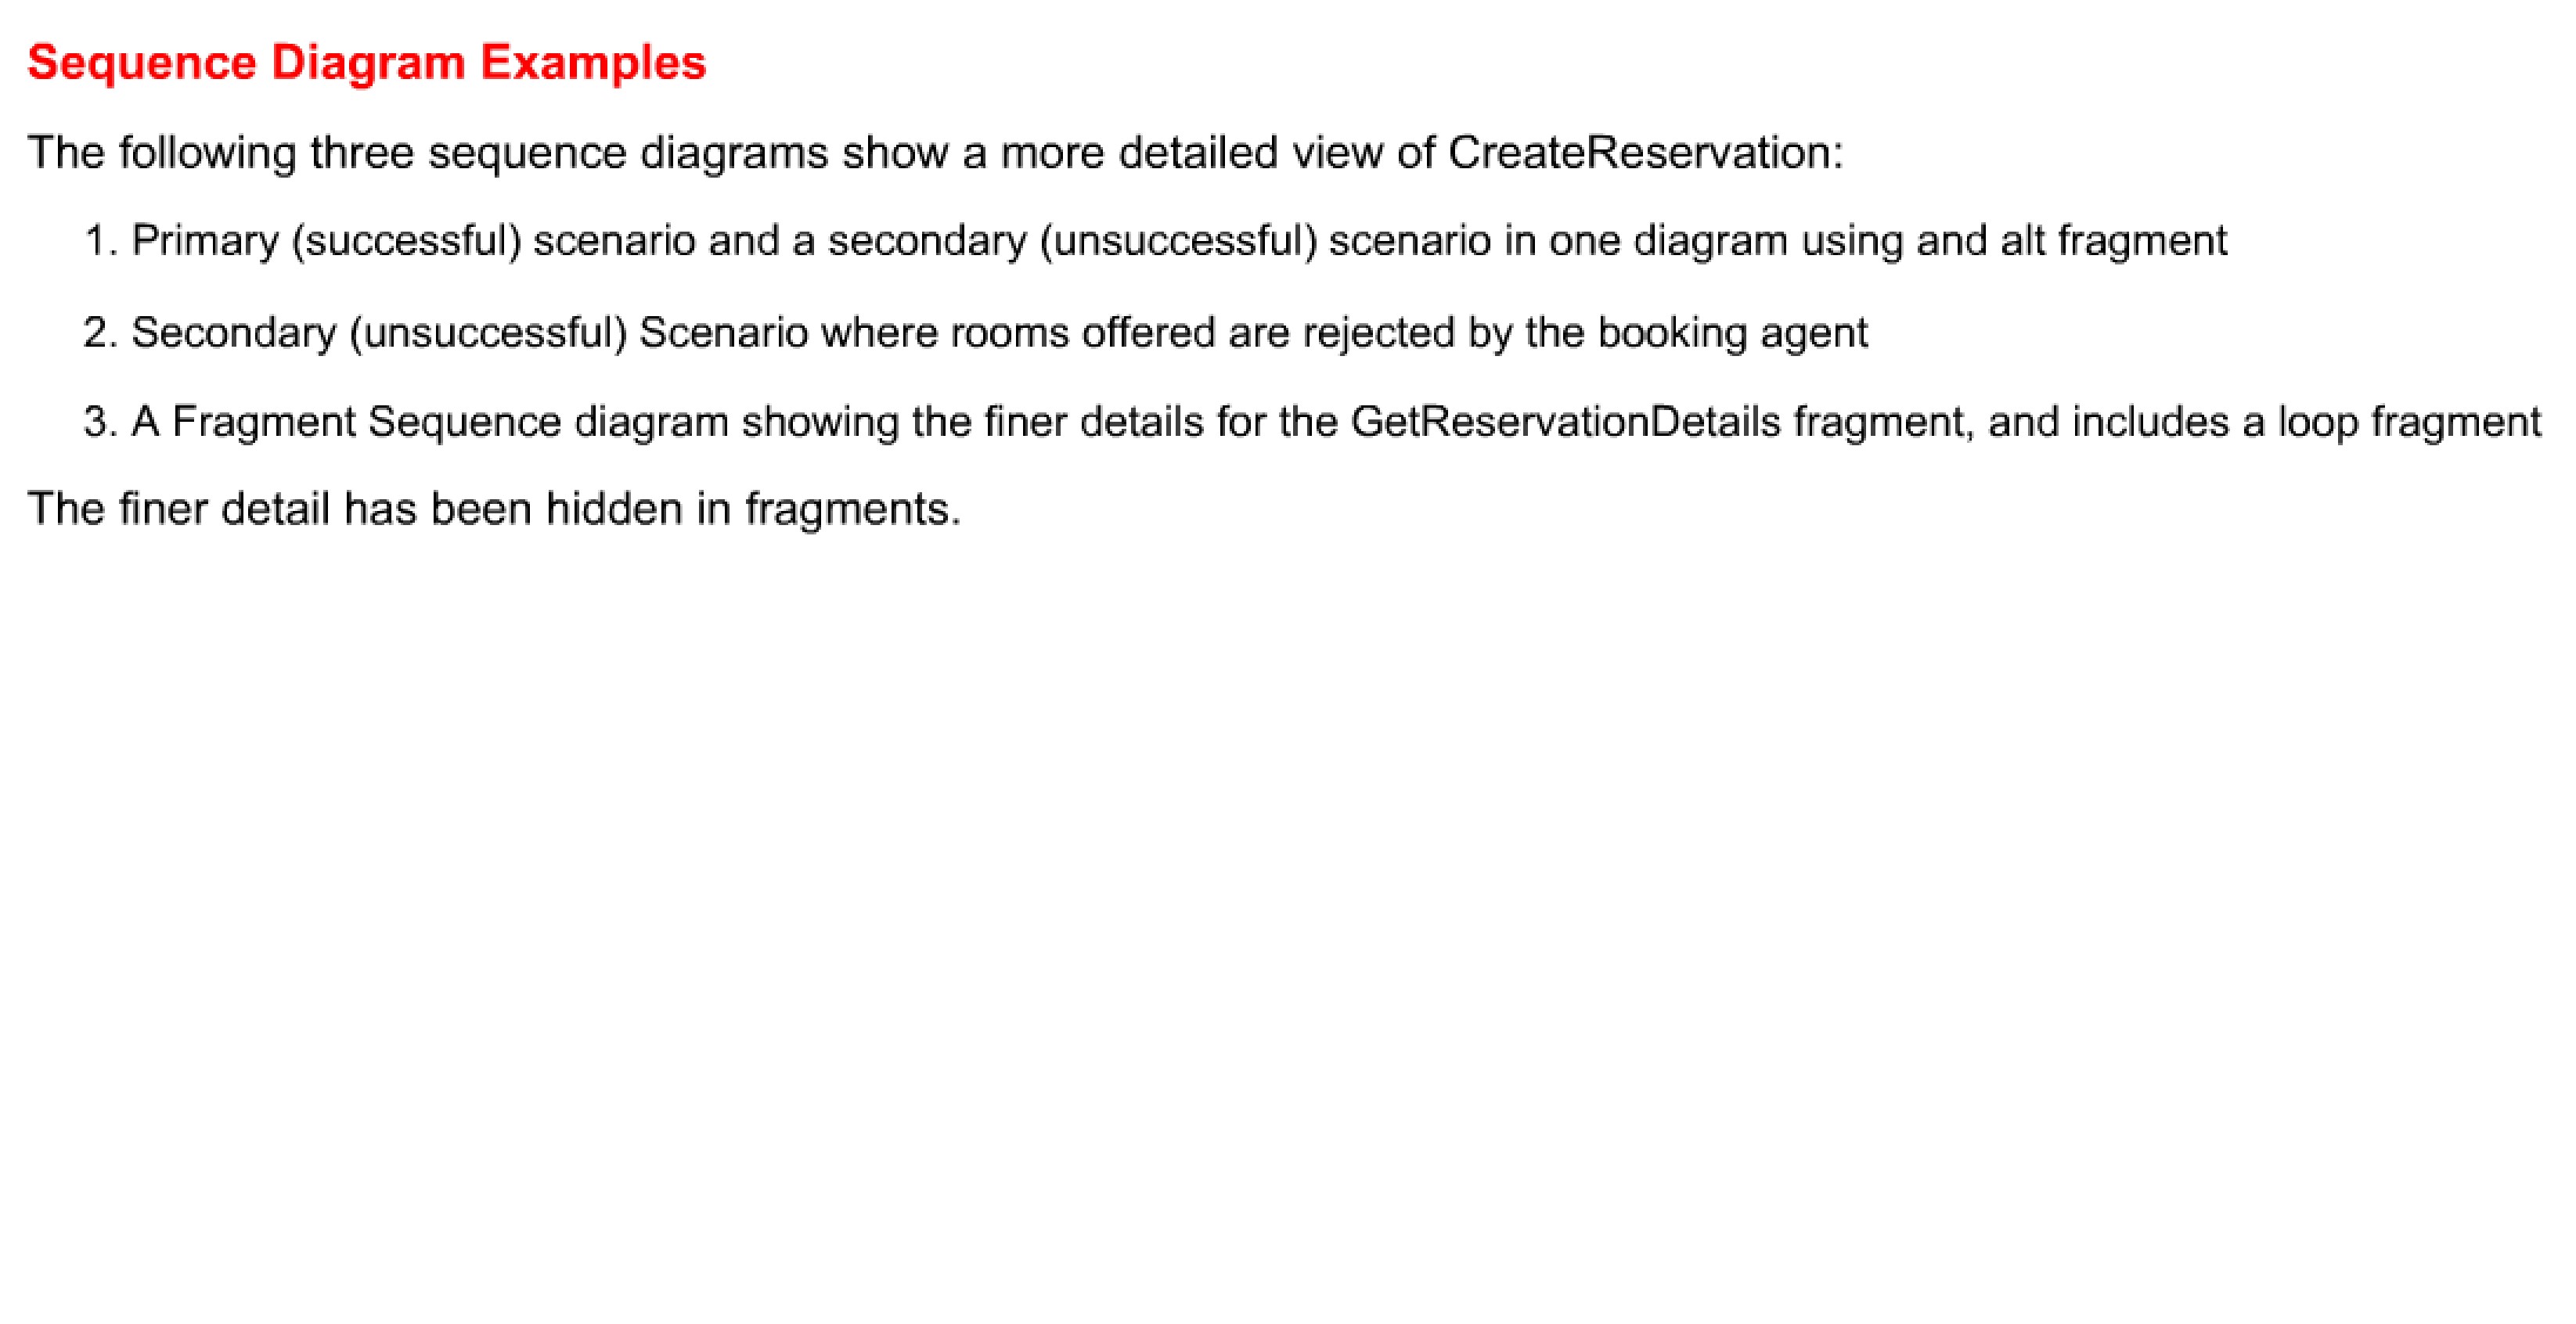 Sequence Diagram Examples
The following three sequence diagrams show a more detailed view of CreateReservation:
1. Primary (successful) scenario and a secondary (unsuccessful) scenario in one diagram using and alt fragment
2. Secondary (unsuccessful) Scenario where rooms offered are rejected by the booking agent
3. A Fragment Sequence diagram showing the finer details for the GetReservationDetails fragment, and includes a loop fragment
The finer detail has been hidden in fragments.